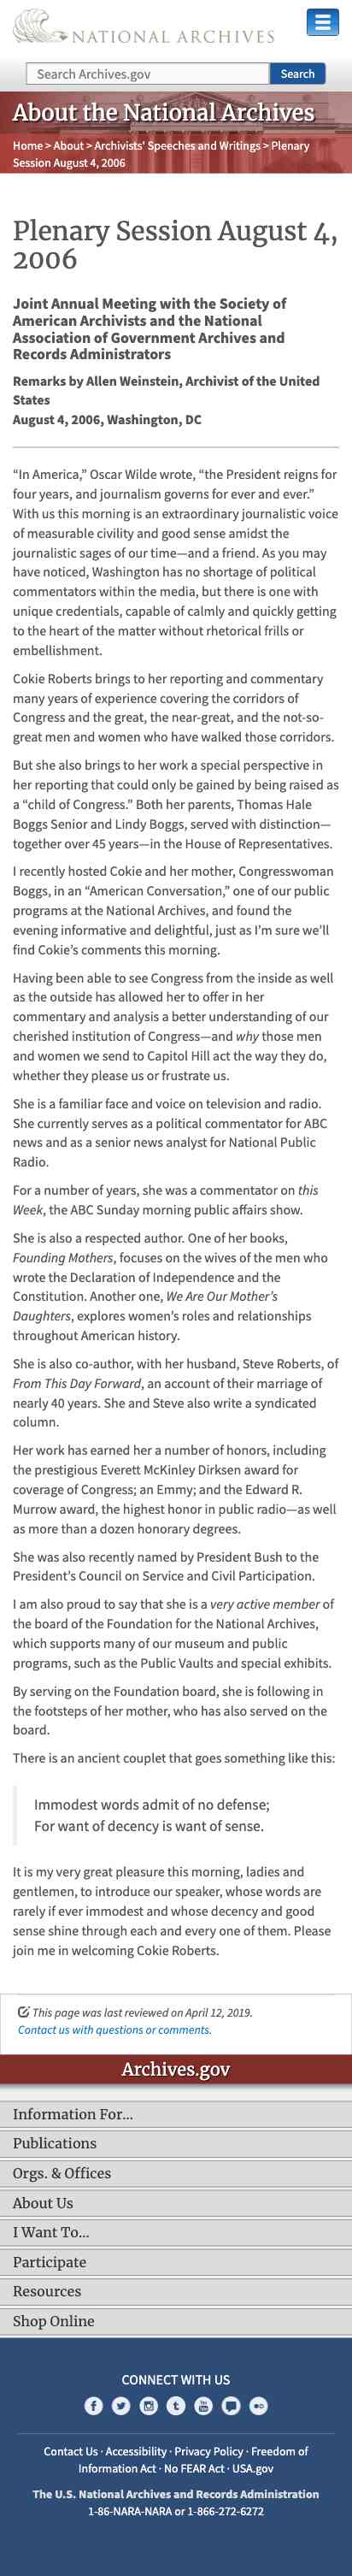 NATIONAL ARCHIVES
Search Archives.gov
Search
About the National Archives
Home > About > Archivists' Speeches and Writings > Plenary
Session August 4, 2006
Plenary Session August 4,
2006
Joint Annual Meeting with the Society of
American Archivists and the National
Association of Government Archives and
Records Administrators
Remarks by Allen Weinstein, Archivist of the United
States
August 4, 2006, Washington, DC
“In America,” Oscar Wilde wrote, “the President reigns for
four years, and journalism governs for ever and ever.”
With us this morning is an extraordinary journalistic voice
of measurable civility and good sense amidst the
journalistic sages of our time—and a friend. As you may
have noticed, Washington has no shortage of political
commentators within the media, but there is one with
unique credentials, capable of calmly and quickly getting
to the heart of the matter without rhetorical frills or
embellishment.
Cokie Roberts brings to her reporting and commentary
many years of experience covering the corridors of
Congress and the great, the near-great, and the not-so-
great men and women who have walked those corridors.
But she also brings to her work a special perspective in
her reporting that could only be gained by being raised as
a “child of Congress.” Both her parents, Thomas Hale
Boggs Senior and Lindy Boggs, served with distinction—
together over 45 years—in the House of Representatives.
I recently hosted Cokie and her mother, Congresswoman
Boggs, in an “American Conversation,” one of our public
programs at the National Archives, and found the
evening informative and delightful, just as I’m sure we’ll
find Cokie’s comments this morning.
Having been able to see Congress from the inside as well
as the outside has allowed her to offer in her
commentary and analysis a better understanding of our
cherished institution of Congress—and why those men
and women we send to Capitol Hill act the way they do,
whether they please us or frustrate us.
She is a familiar face and voice on television and radio.
She currently serves as a political commentator for ABC
news and as a senior news analyst for National Public
Radio.
For a number of years, she was a commentator on this
Week, the ABC Sunday morning public affairs show.
She is also a respected author. One of her books,
Founding Mothers, focuses on the wives of the men who
wrote the Declaration of Independence and the
Constitution. Another one, We Are Our Mother’s
Daughters, explores women’s roles and relationships
throughout American history.
She is also co-author, with her husband, Steve Roberts, of
From This Day Forward, an account of their marriage of
nearly 40 years. She and Steve also write a syndicated
column.
Her work has earned her a number of honors, including
the prestigious Everett McKinley Dirksen award for
coverage of Congress; an Emmy; and the Edward R.
Murrow award, the highest honor in public radio—as well
as more than a dozen honorary degrees.
She was also recently named by President Bush to the
President’s Council on Service and Civil Participation.
I am also proud to say that she is a very active member of
the board of the Foundation for the National Archives,
which supports many of our museum and public
programs, such as the Public Vaults and special exhibits.
By serving on the Foundation board, she is following in
the footsteps of her mother, who has also served on the
board.
There is an ancient couplet that goes something like this:
Immodest words admit of no defense;
For want of decency is want of sense.
It is my very great pleasure this morning, ladies and
gentlemen, to introduce our speaker, whose words are
rarely if ever immodest and whose decency and good
sense shine through each and every one of them. Please
join me in welcoming Cokie Roberts.
This page was last reviewed on April 12, 2019.
Contact us with questions or comments.
Archives.gov
Information For…
Publications
Orgs. & Offices
About Us
I Want To…
Participate
Resources
Shop Online
CONNECT WITH US
Contact Us · Accessibility · Privacy Policy · Freedom of
Information Act · No FEAR Act · USA.gov
The U.S. National Archives and Records Administration
1-86-NARA-NARA or 1-866-272-6272